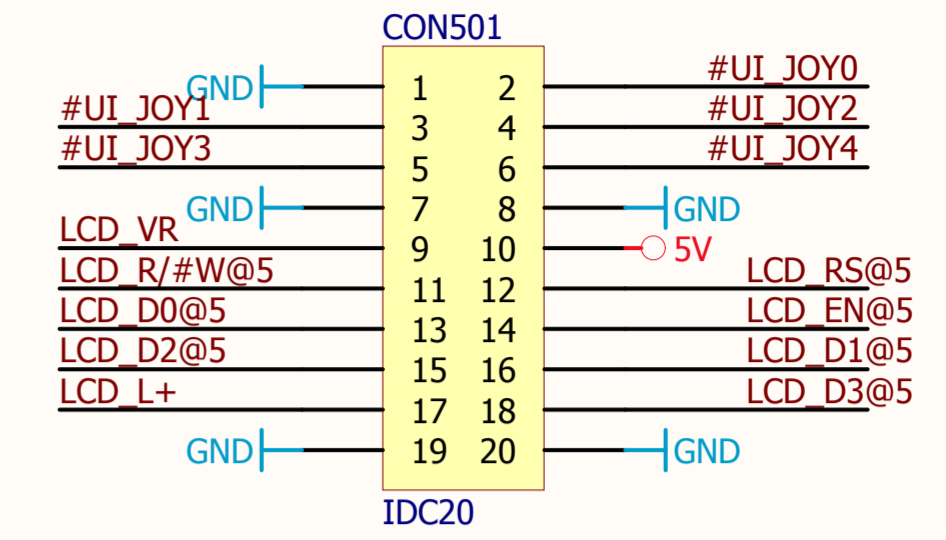 CON501
GND 1 2 #UI_JOY0
#UI_JOY1 3 4 #UI_JOY2
#UI_JOY3 5 6 #UI_JOY4
GND 7 8 GND
LCD_VR 9 10 5V
LCD_R/#W@5 11 12 LCD_RS@5
LCD_D0@5 13 14 LCD_EN@5
LCD_D2@5 15 16 LCD_D1@5
LCD_L+ 17 18 LCD_D3@5
GND 19 20 GND
IDC20